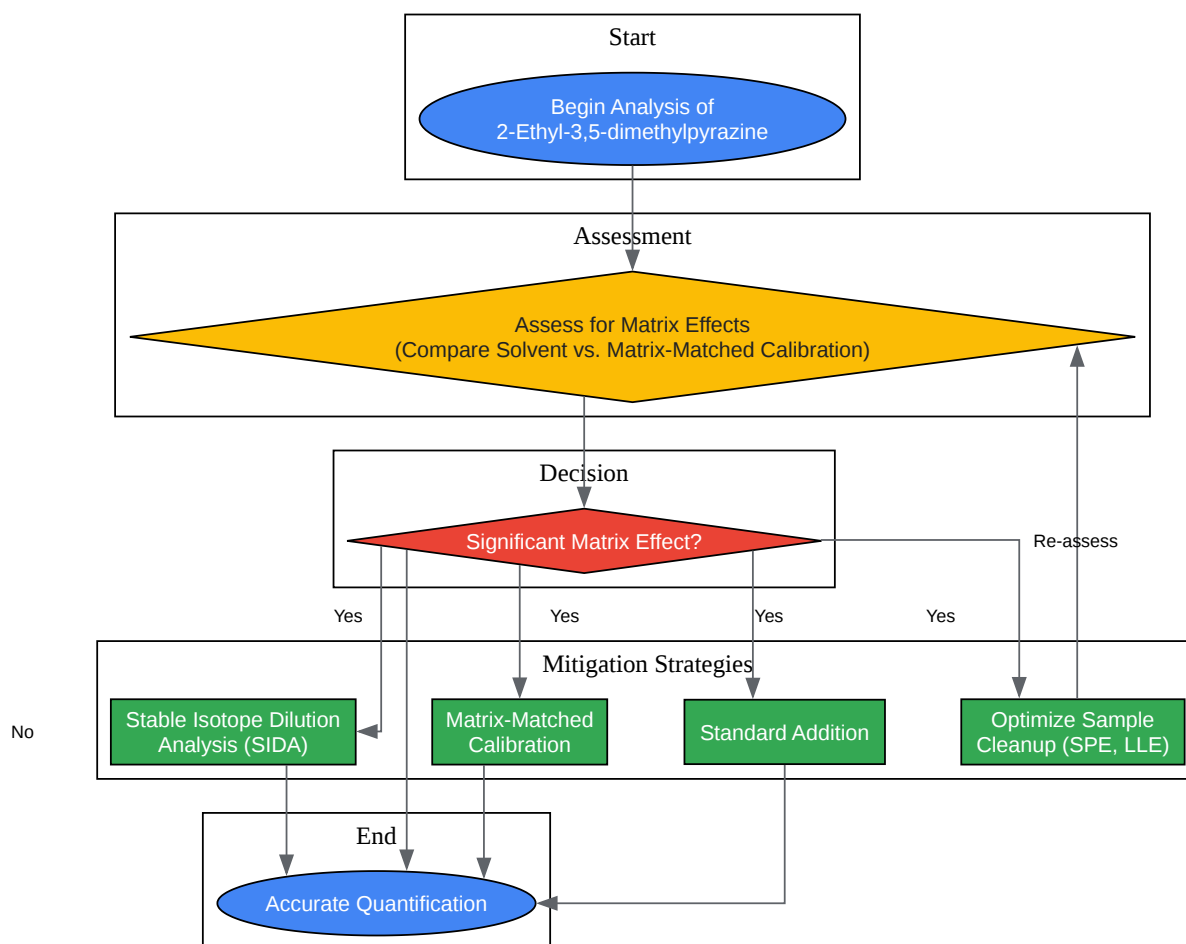 Start
Begin Analysis of
2-Ethyl-3,5-dimethylpyrazine
Assessment
Assess for Matrix Effects
(Compare Solvent vs. Matrix-Matched Calibration)
Decision
Significant Matrix Effect?
Re-assess
Yes
Yes
Yes
Yes
Mitigation Strategies
Stable Isotope Dilution
Analysis (SIDA)
Matrix-Matched
Calibration
Standard Addition
Optimize Sample
Cleanup (SPE, LLE)
No
End
Accurate Quantification